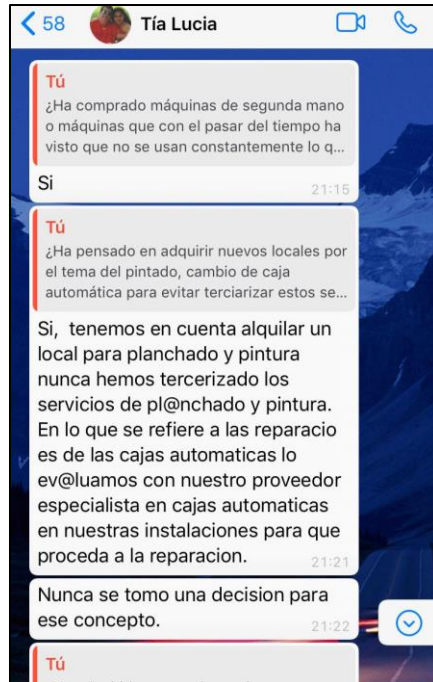 58
Tía Lucia
Tú
¿Ha comprado máquinas de segunda mano
o máquinas que con el pasar del tiempo ha
visto que no se usan constantemente lo q...
Si
21:15
Tú
¿Ha pensado en adquirir nuevos locales por
el tema del pintado, cambio de caja
automática para evitar terciarizar estos se...
Si, tenemos en cuenta alquilar un
local para planchado y pintura
nunca hemos tercerizado los
servicios de pl@nchado y pintura.
En lo que se refiere a las reparacio
es de las cajas automaticas lo
ev@luamos con nuestro proveedor
especialista en cajas automaticas
en nuestras instalaciones para que
proceda a la reparacion.
21:21
Nunca se tomo una decision para
ese concepto.
21:22
Tú